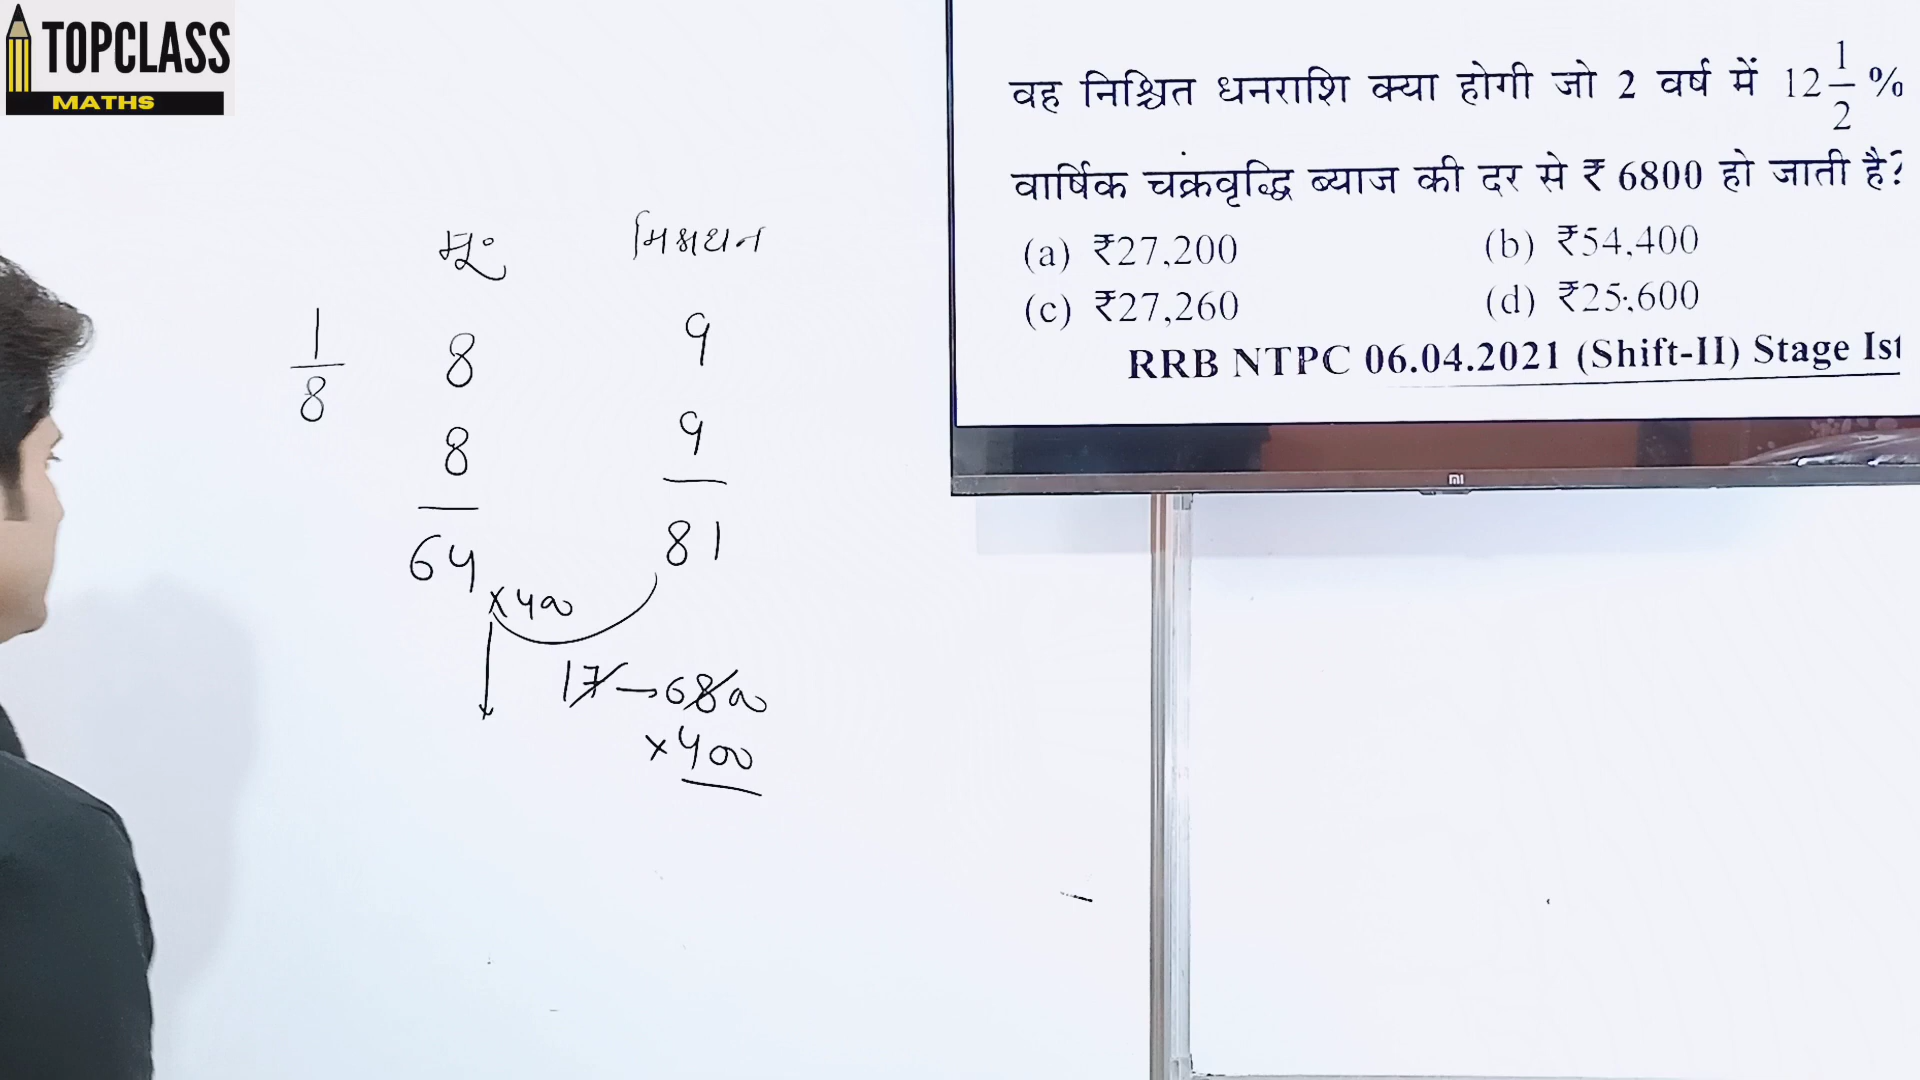 TOPCLASS
MATHS
वह निश्चित धनराशि क्या होगी जो 2 वर्ष में 12 1/2 %
वार्षिक चक्रवृद्धि ब्याज की दर से ₹ 6800 हो जाती है?
(a) ₹27,200 (b) ₹54,400
(c) ₹27,260 (d) ₹25,600
RRB NTPC 06.04.2021 (Shift-II) Stage Ist
mi
मू० मिश्रधन
1/8 8 9
8 9
64 81
×400
17→6800
×400